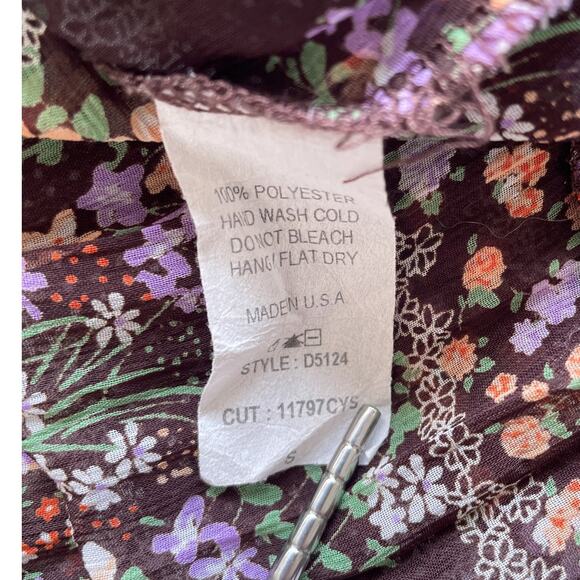 100% POLYESTER
HAND WASH COLD
DO NOT BLEACH
HANG/ FLAT DRY
MADE N U.S.A
STYLE : D5124
CUT : 11797CYS
S